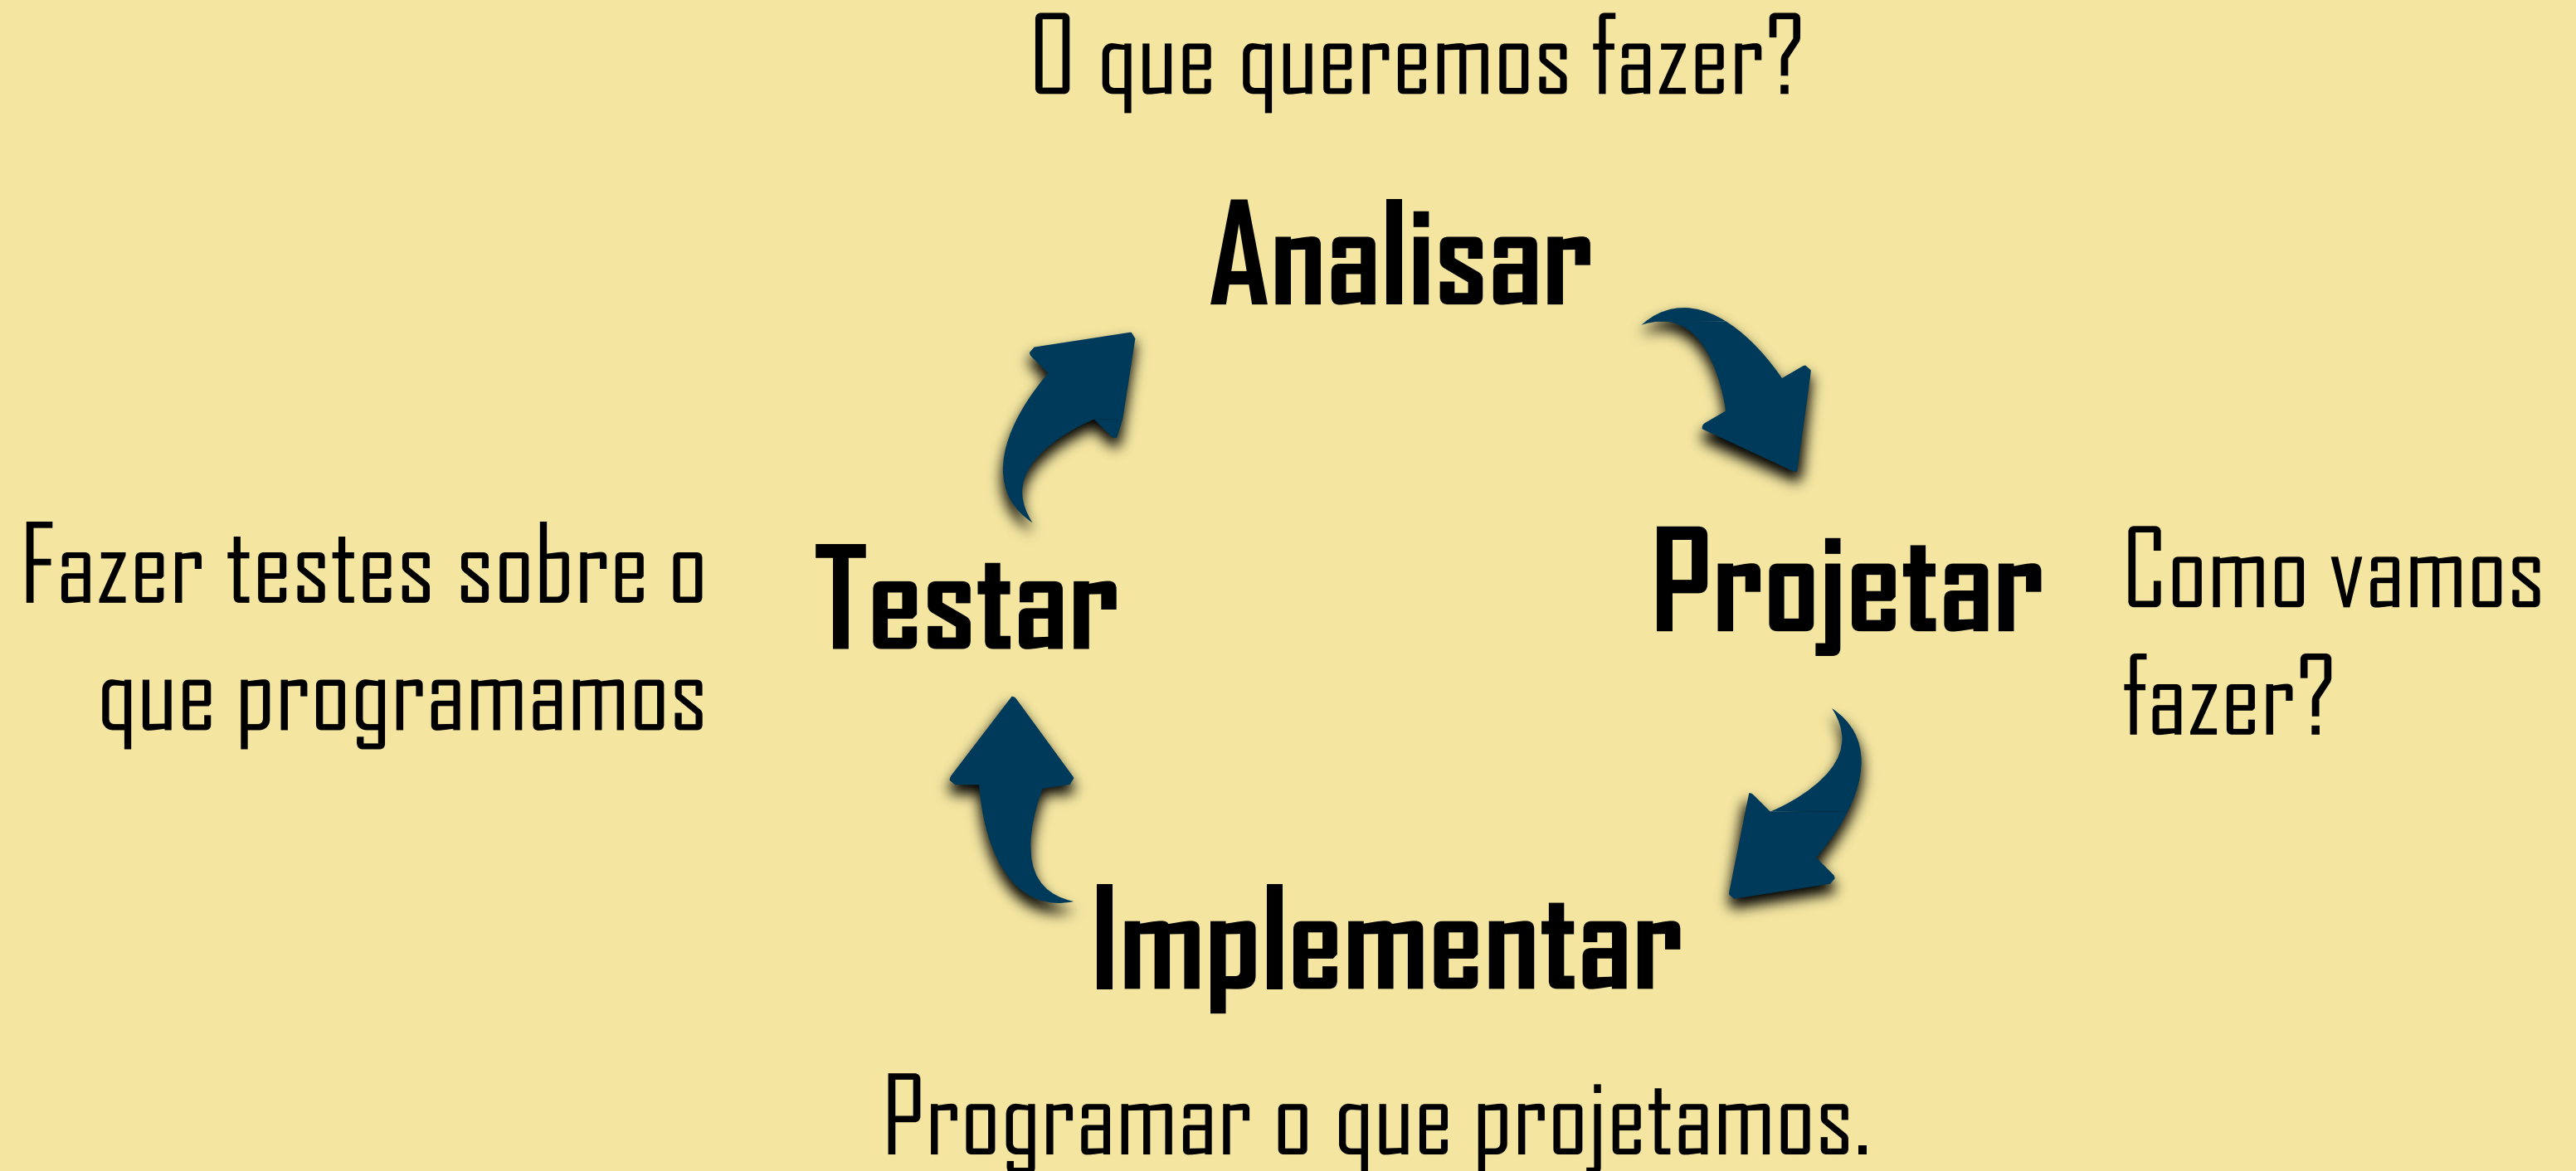 O que queremos fazer?
Analisar
Fazer testes sobre o
que programamos
Testar
Projetar
Como vamos
fazer?
Implementar
Programar o que projetamos.